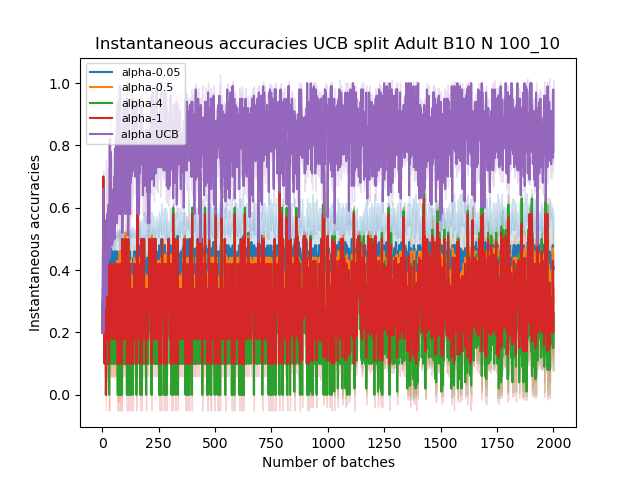 Instantaneous accuracies UCB split Adult B10 N 100_10
alpha-0.05
alpha-0.5
alpha-4
alpha-1
alpha UCB
Instantaneous accuracies
1.0
0.8
0.6
0.4
0.2
0.0
0 250 500 750 1000 1250 1500 1750 2000
Number of batches